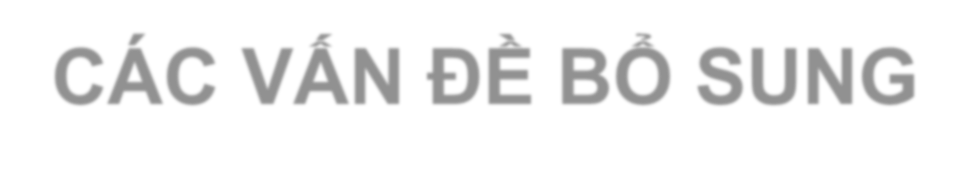 CÁC VẤN ĐỀ BỔ SUNG